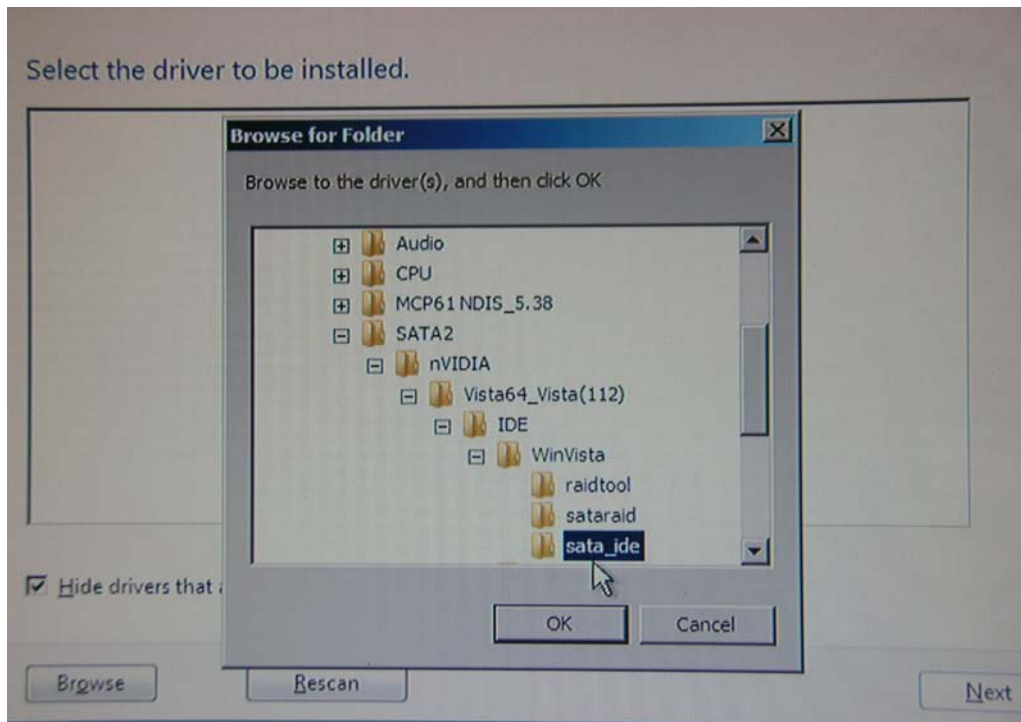 Select the driver to be installed.
Browse for Folder
Browse to the driver(s), and then click OK
Audio
CPU
MCP61 NDIS_5.38
SATA2
nVIDIA
Vista64_Vista(112)
IDE
WinVista
raidtool
sataraid
sata_ide
Hide drivers that
OK
Cancel
Browse
Rescan
Next